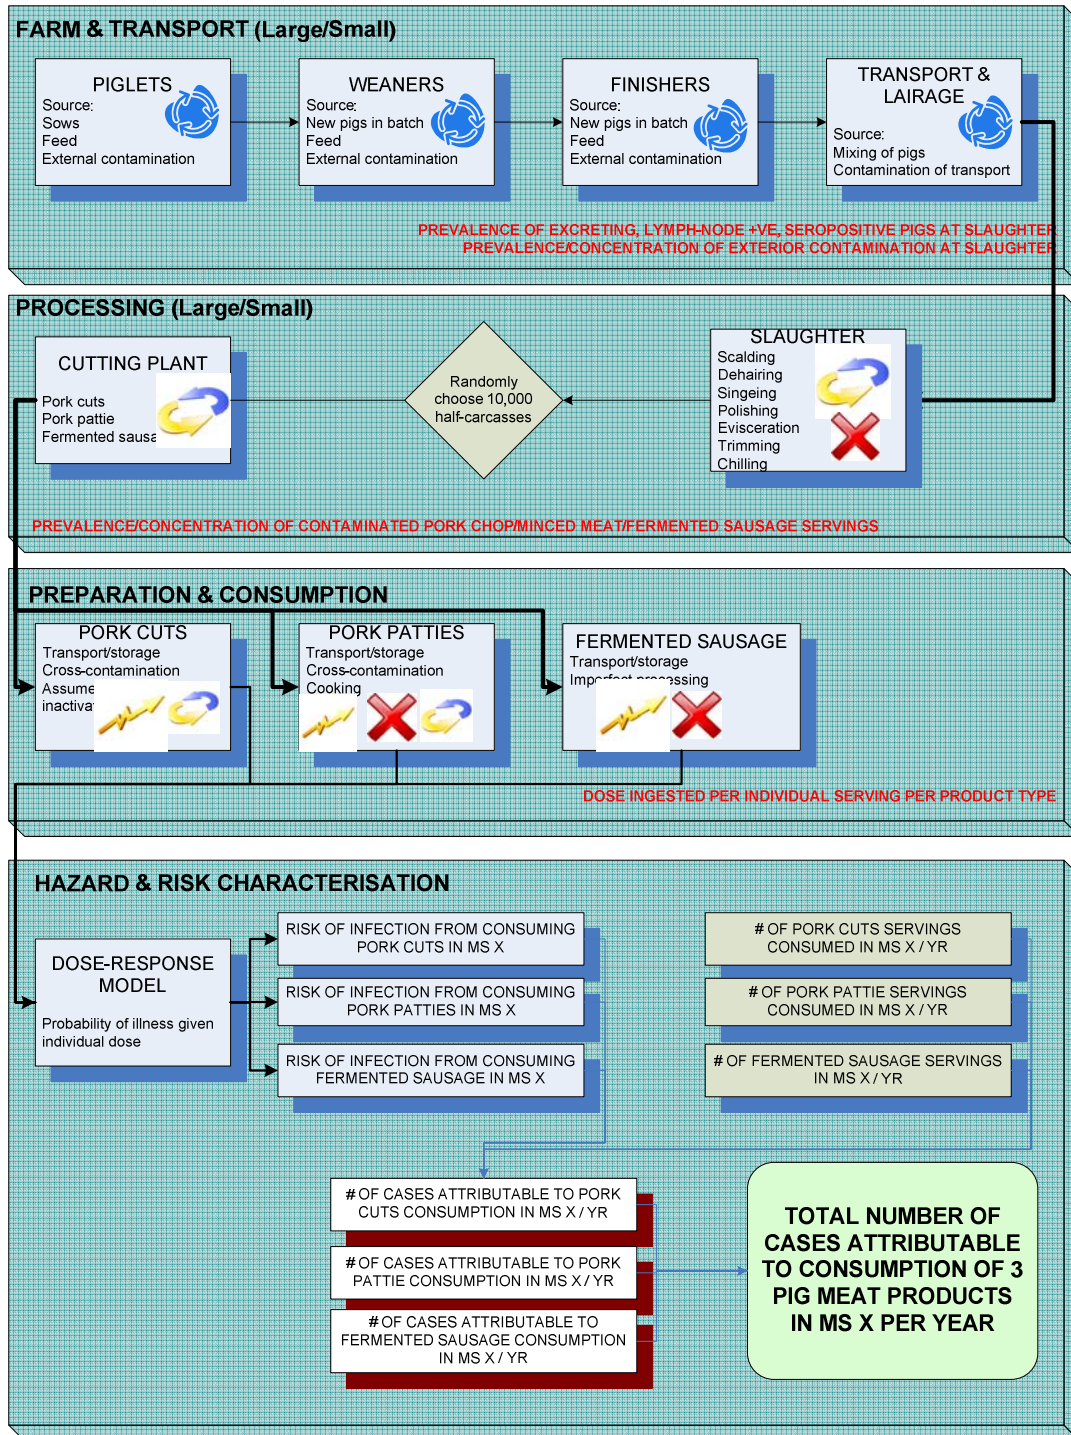 FARM & TRANSPORT (Large/Small)
PIGLETS
Source:
Sows
Feed
External contamination
WEANERS
Source:
New pigs in batch
Feed
External contamination
FINISHERS
Source:
New pigs in batch
Feed
External contamination
TRANSPORT &
LAIRAGE
Source:
Mixing of pigs
Contamination of transport
PREVALENCE OF EXCRETING, LYMPH-NODE +VE, SEROPOSITIVE PIGS AT SLAUGHTER
PREVALENCE/CONCENTRATION OF EXTERIOR CONTAMINATION AT SLAUGHTER
PROCESSING (Large/Small)
CUTTING PLANT
Pork cuts
Pork pattie
Fermented sausa
Randomly
choose 10,000
half-carcasses
SLAUGHTER
Scalding
Dehairing
Singeing
Polishing
Evisceration
Trimming
Chilling
PREVALENCE/CONCENTRATION OF CONTAMINATED PORK CHOP/MINCED MEAT/FERMENTED SAUSAGE SERVINGS
PREPARATION & CONSUMPTION
PORK CUTS
Transport/storage
Cross-contamination
Assume
inactiva
PORK PATTIES
Transport/storage
Cross-contamination
Cooking
FERMENTED SAUSAGE
Transport/storage
Imperfect processing
DOSE INGESTED PER INDIVIDUAL SERVING PER PRODUCT TYPE
HAZARD & RISK CHARACTERISATION
DOSE-RESPONSE
MODEL
Probability of illness given
individual dose
RISK OF INFECTION FROM CONSUMING
PORK CUTS IN MS X
RISK OF INFECTION FROM CONSUMING
PORK PATTIES IN MS X
RISK OF INFECTION FROM CONSUMING
FERMENTED SAUSAGE IN MS X
# OF PORK CUTS SERVINGS
CONSUMED IN MS X / YR
# OF PORK PATTIE SERVINGS
CONSUMED IN MS X / YR
# OF FERMENTED SAUSAGE SERVINGS
IN MS X / YR
# OF CASES ATTRIBUTABLE TO PORK
CUTS CONSUMPTION IN MS X / YR
# OF CASES ATTRIBUTABLE TO PORK
PATTIE CONSUMPTION IN MS X / YR
# OF CASES ATTRIBUTABLE TO
FERMENTED SAUSAGE CONSUMPTION
IN MS X / YR
TOTAL NUMBER OF
CASES ATTRIBUTABLE
TO CONSUMPTION OF 3
PIG MEAT PRODUCTS
IN MS X PER YEAR